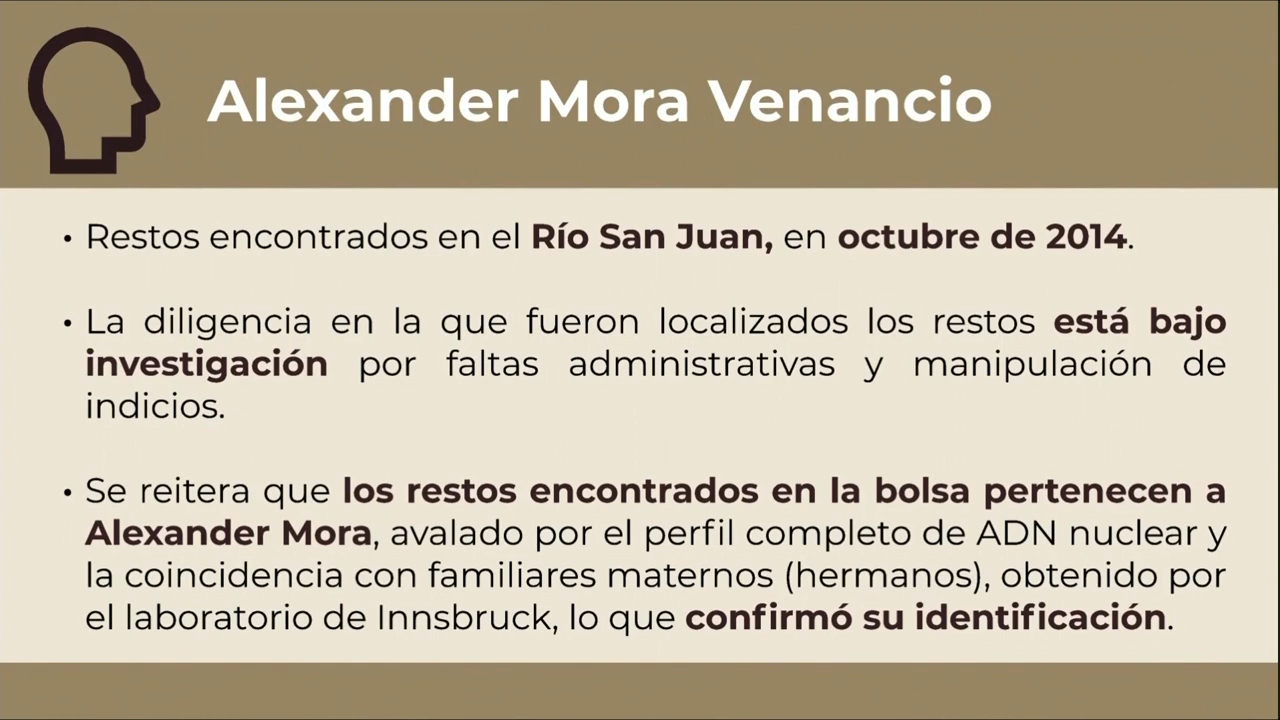 Alexander Mora Venancio
• Restos encontrados en el Río San Juan, en octubre de 2014.
• La diligencia en la que fueron localizados los restos está bajo
investigación por faltas administrativas y manipulación de
indicios.
• Se reitera que los restos encontrados en la bolsa pertenecen a
Alexander Mora, avalado por el perfil completo de ADN nuclear y
la coincidencia con familiares maternos (hermanos), obtenido por
el laboratorio de Innsbruck, lo que confirmó su identificación.